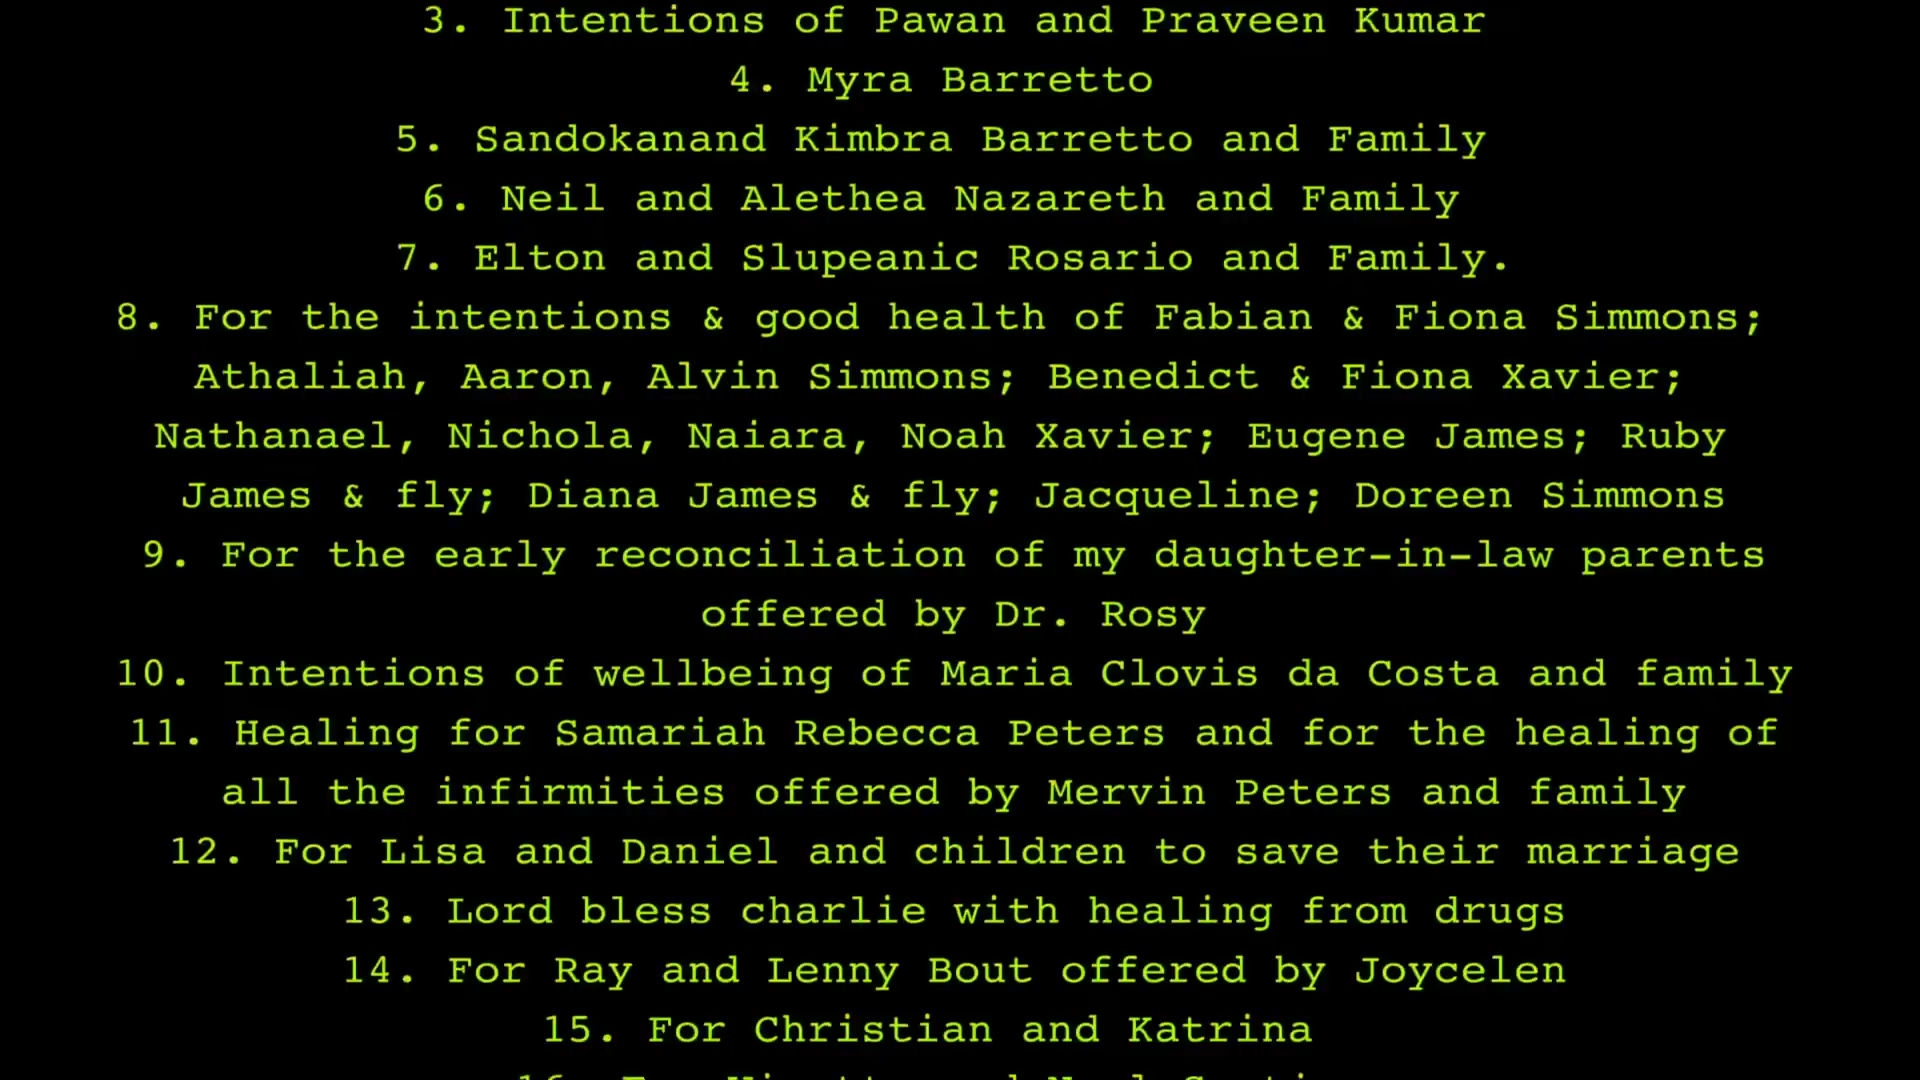 3. Intentions of Pawan and Praveen Kumar
4. Myra Barretto
5. Sandokanand Kimbra Barretto and Family
6. Neil and Alethea Nazareth and Family
7. Elton and Slupeanic Rosario and Family.
8. For the intentions & good health of Fabian & Fiona Simmons;
Athaliah, Aaron, Alvin Simmons; Benedict & Fiona Xavier;
Nathanael, Nichola, Naiara, Noah Xavier; Eugene James; Ruby
James & fly; Diana James & fly; Jacqueline; Doreen Simmons
9. For the early reconciliation of my daughter-in-law parents
offered by Dr. Rosy
10. Intentions of wellbeing of Maria Clovis da Costa and family
11. Healing for Samariah Rebecca Peters and for the healing of
all the infirmities offered by Mervin Peters and family
12. For Lisa and Daniel and children to save their marriage
13. Lord bless charlie with healing from drugs
14. For Ray and Lenny Bout offered by Joycelen
15. For Christian and Katrina